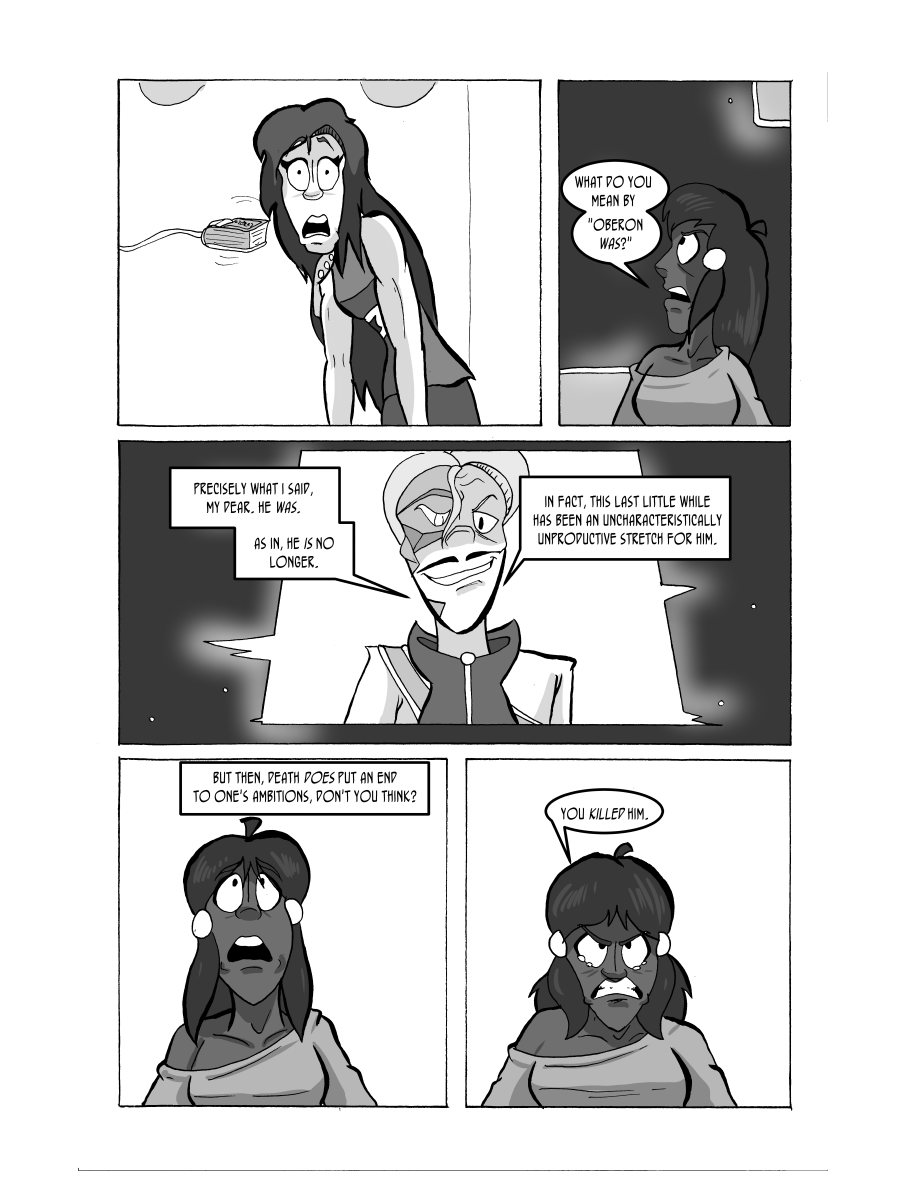 WHAT DO YOU
MEAN BY
"OBERON
WAS?"
PRECISELY WHAT I SAID,
MY DEAR. HE WAS.
AS IN, HE IS NO
LONGER.
IN FACT, THIS LAST LITTLE WHILE
HAS BEEN AN UNCHARACTERISTICALLY
UNPRODUCTIVE STRETCH FOR HIM.
BUT THEN, DEATH DOES PUT AN END
TO ONE'S AMBITIONS, DON'T YOU THINK?
YOU KILLED HIM.